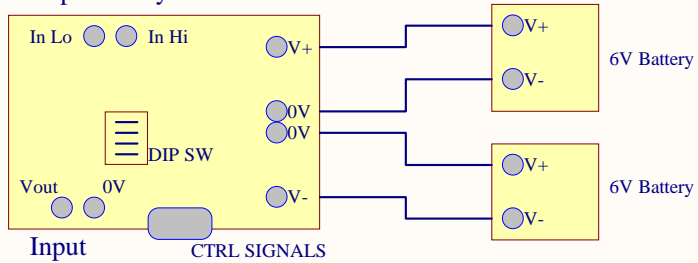 In Lo
In Hi
V+
0V
0V
V-
DIP SW
Vout
0V
Input
CTRL SIGNALS
V+
V-
6V Battery
V+
V-
6V Battery